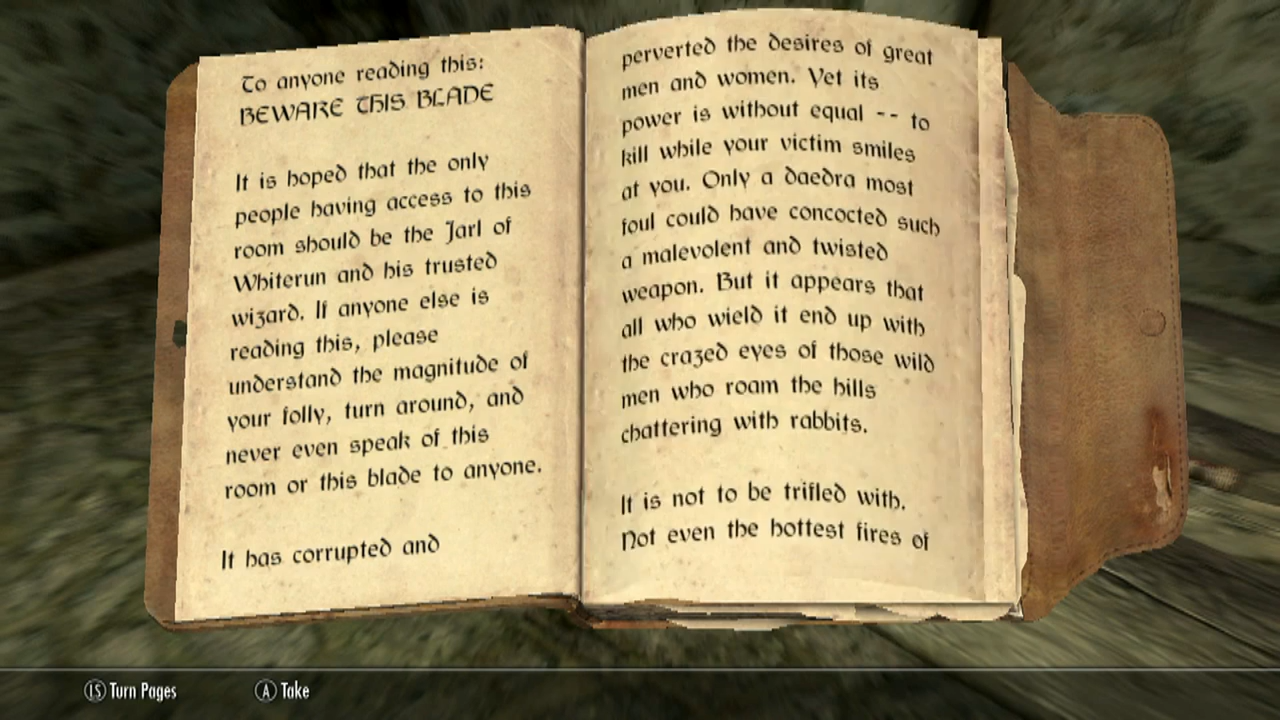 To anyone reading this:
BEWARE THIS BLADE
It is hoped that the only
people having access to this
room should be the Jarl of
Whiterun and his trusted
wizard. If anyone else is
reading this, please
understand the magnitude of
your folly, turn around, and
never even speak of this
room or this blade to anyone.
It has corrupted and
perverted the desires of great
men and women. Yet its
power is without equal -- to
kill while your victim smiles
at you. Only a daedra most
foul could have concocted such
a malevolent and twisted
weapon. But it appears that
all who wield it end up with
the crazed eyes of those wild
men who roam the hills
chattering with rabbits.
It is not to be trifled with.
Not even the hottest fires of
LS Turn Pages
A Take